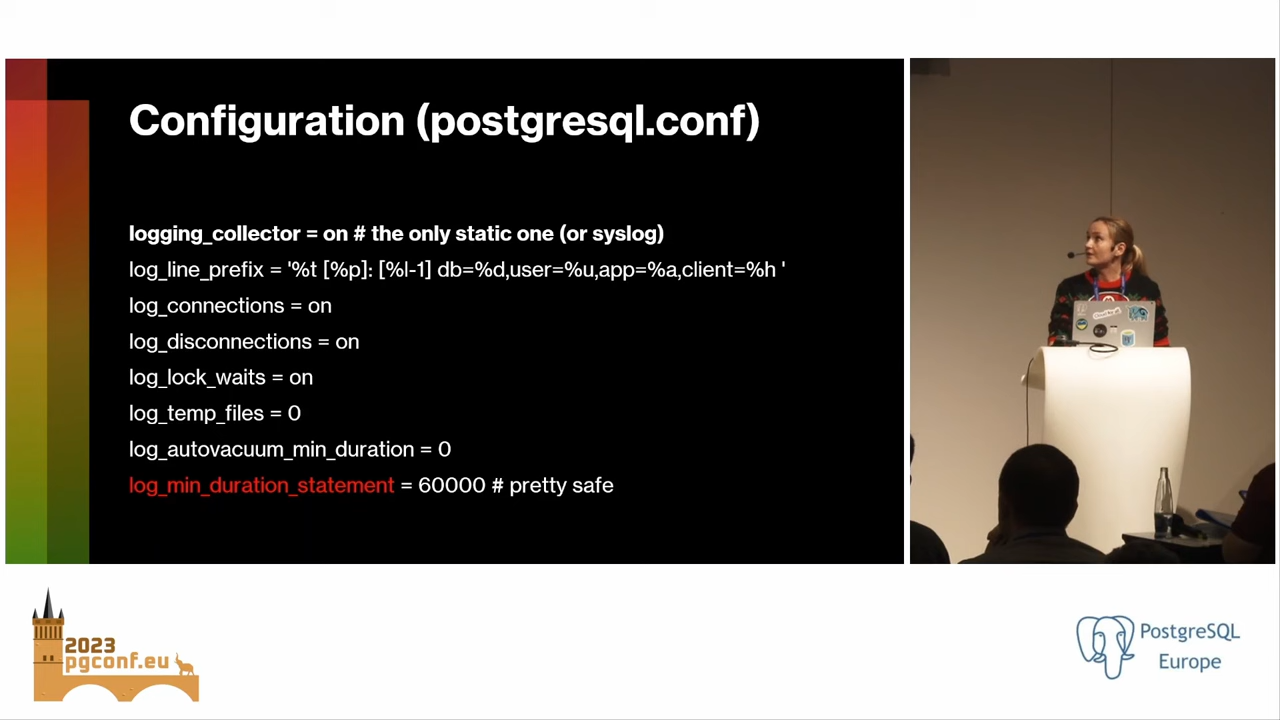 Configuration (postgresql.conf)
logging_collector = on # the only static one (or syslog)
log_line_prefix = '%t [%p]: [%l-1] db=%d,user=%u,app=%a,client=%h '
log_connections = on
log_disconnections = on
log_lock_waits = on
log_temp_files = 0
log_autovacuum_min_duration = 0
log_min_duration_statement = 60000 # pretty safe
2023
pgconf.eu
PostgreSQL
Europe